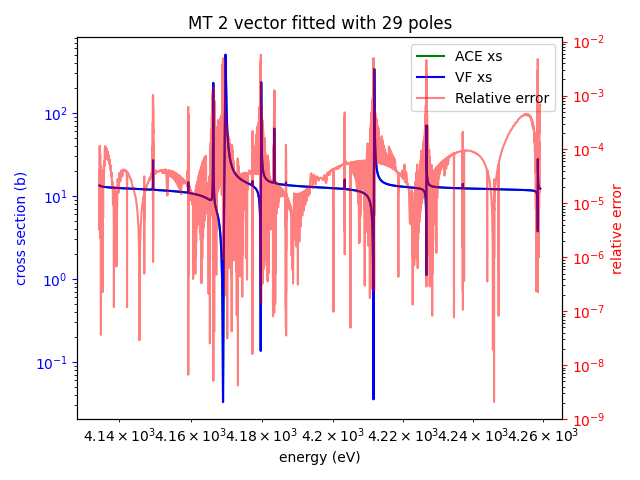 MT 2 vector fitted with 29 poles
ACE xs
VF xs
Relative error
cross section (b)
10²
10¹
10⁰
10⁻¹
relative error
10⁻²
10⁻³
10⁻⁴
10⁻⁵
10⁻⁶
10⁻⁷
10⁻⁸
10⁻⁹
4.14 × 10³ 4.16 × 10³ 4.18 × 10³ 4.2 × 10³ 4.22 × 10³ 4.24 × 10³ 4.26 × 10³
energy (eV)